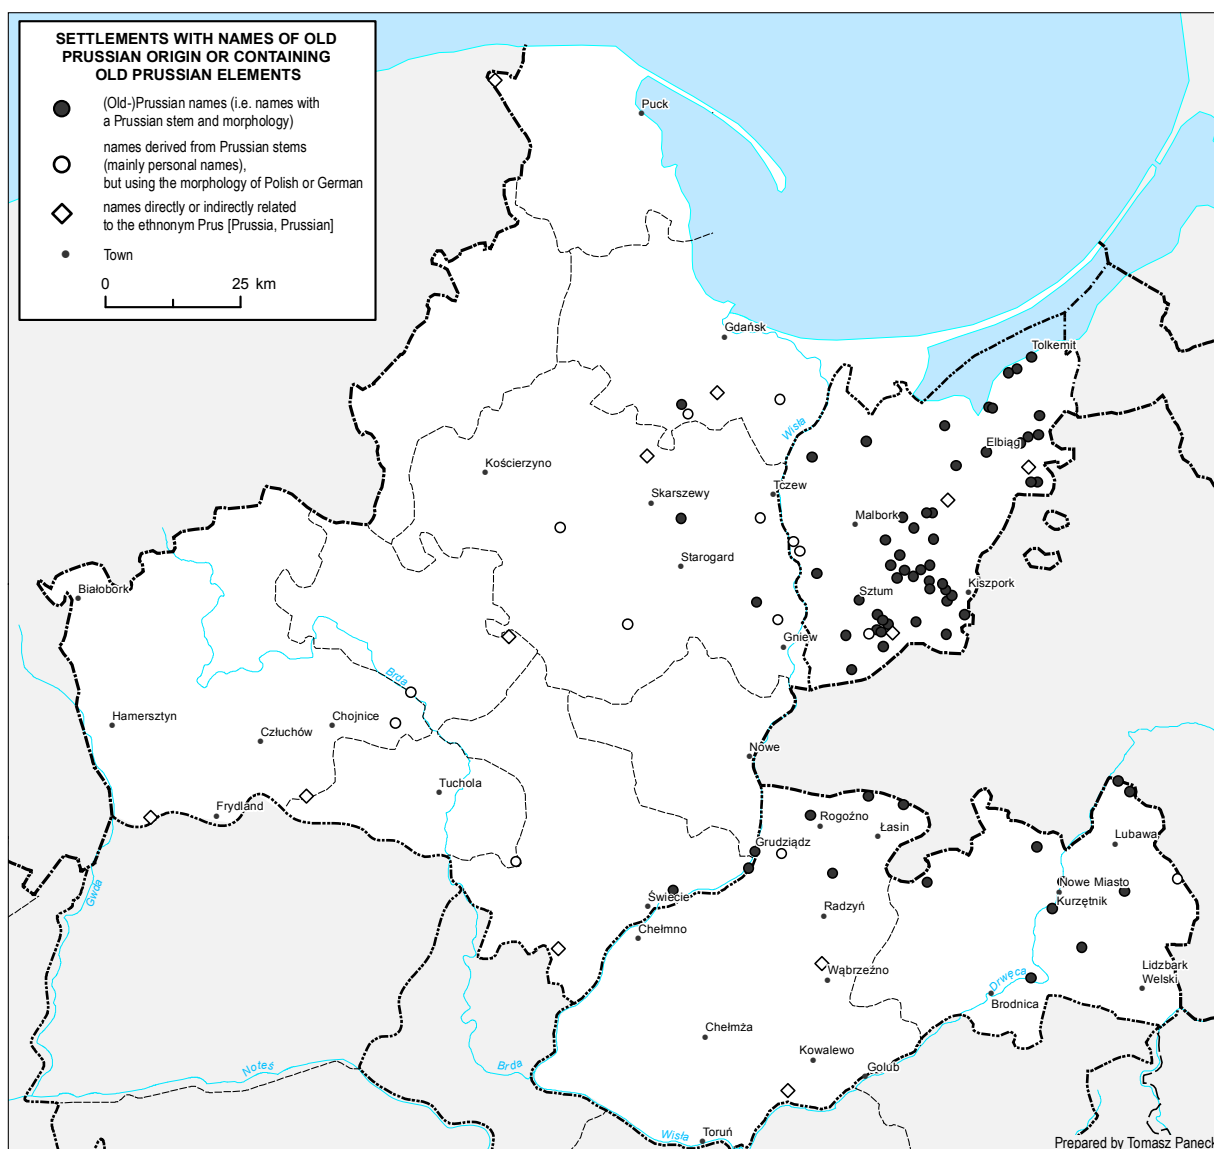 SETTLEMENTS WITH NAMES OF OLD
PRUSSIAN ORIGIN OR CONTAINING
OLD PRUSSIAN ELEMENTS
(Old-)Prussian names (i.e. names with
a Prussian stem and morphology)
names derived from Prussian stems
(mainly personal names),
but using the morphology of Polish or German
names directly or indirectly related
to the ethnonym Prus [Prussia, Prussian]
Town
0 25 km
Puck
Gdańsk
Tolkemit
Wisła
Elbiąg
Kościerzyno
Skarszewy
Tczew
Malbork
Starogard
Białobork
Sztum
Kiszpork
Gniew
Brda
Hamersztyn
Człuchów
Chojnice
Nowe
Tuchola
Frydland
Rogoźno
Łasin
Lubawa
Grudziądz
Gwda
Świecie
Radzyń
Nowe Miasto
Kurzętnik
Chełmno
Wąbrzeźno
Drwęca
Lidzbark
Welski
Brodnica
Chełmża
Kowalewo
Golub
Noteś
Brda
Wisła
Toruń
Prepared by Tomasz Paneck